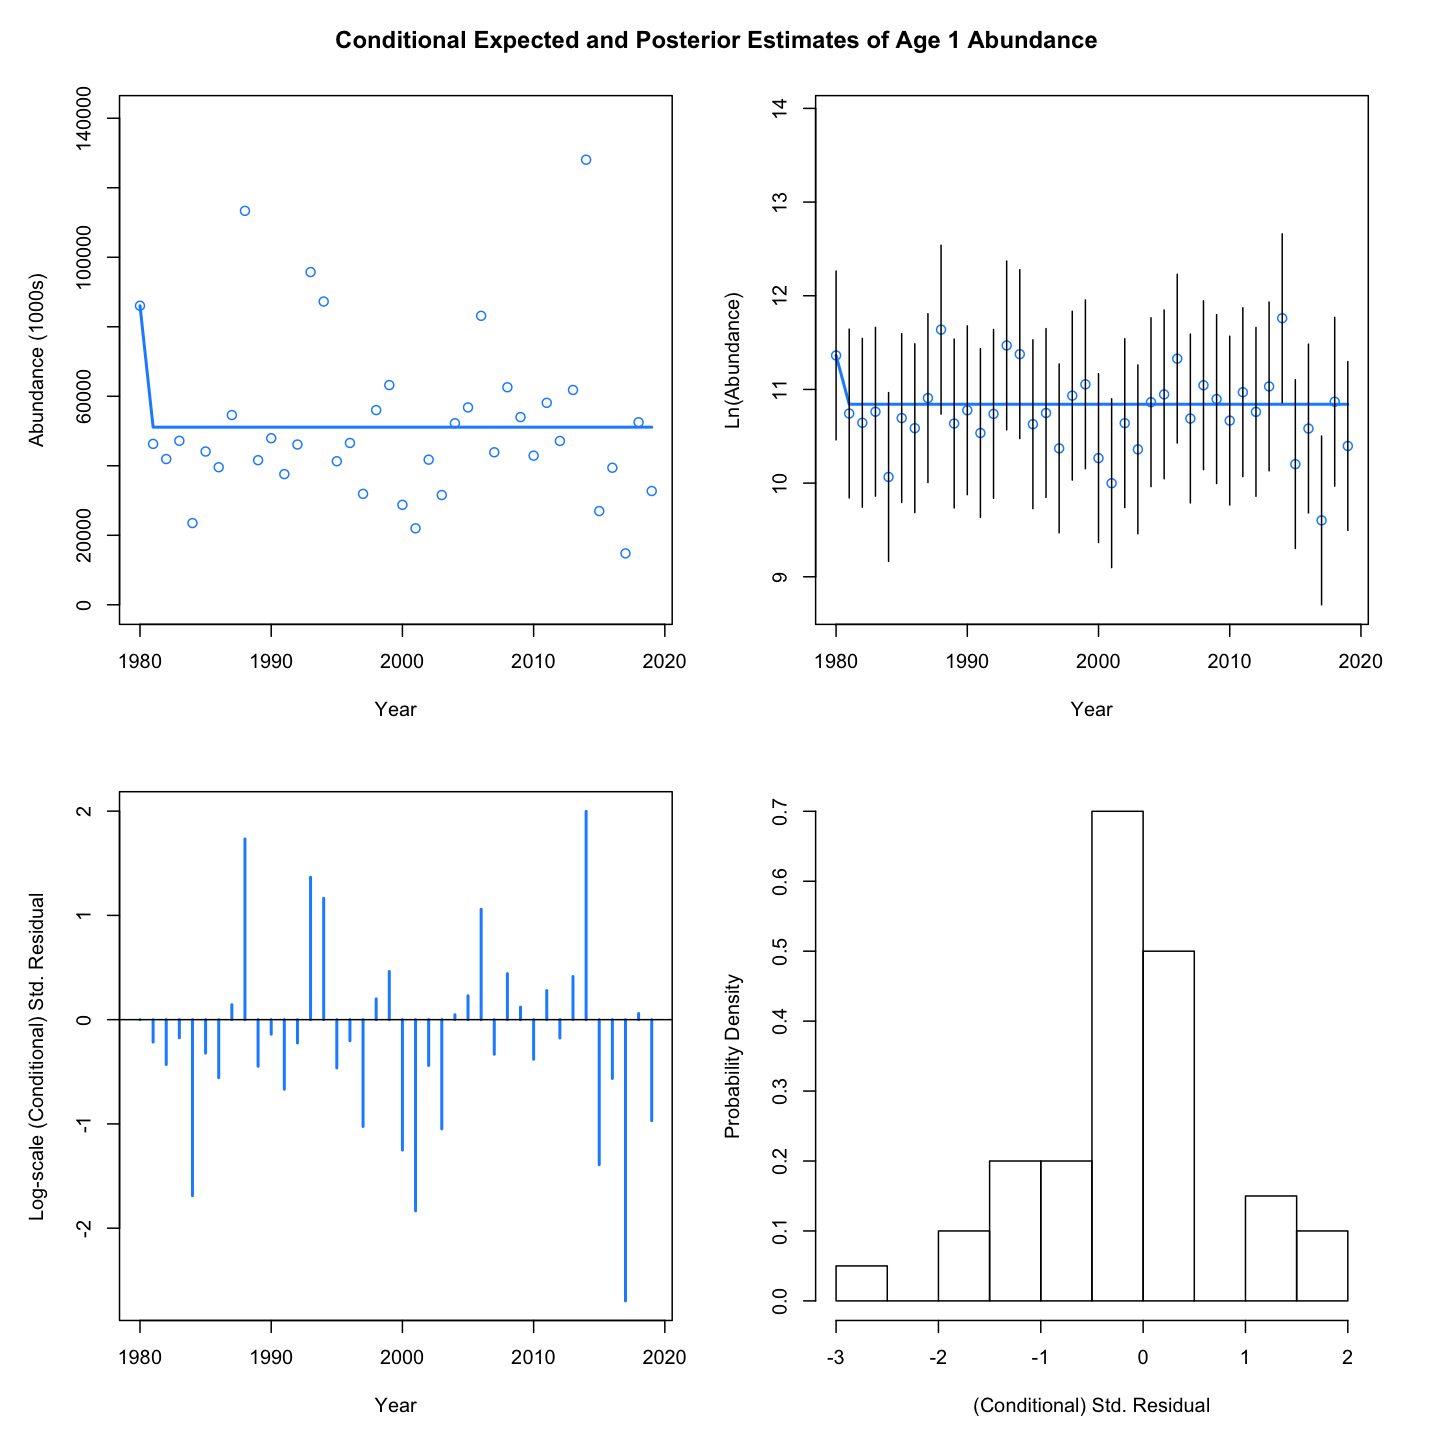 Conditional Expected and Posterior Estimates of Age 1 Abundance
Abundance (1000s)
140000
100000
60000
20000
0
1980 1990 2000 2010 2020
Year
Ln(Abundance)
14
13
12
11
10
9
1980 1990 2000 2010 2020
Year
Log-scale (Conditional) Std. Residual
2
1
0
-1
-2
1980 1990 2000 2010 2020
Year
Probability Density
0.7
0.6
0.5
0.4
0.3
0.2
0.1
0.0
-3 -2 -1 0 1 2
(Conditional) Std. Residual